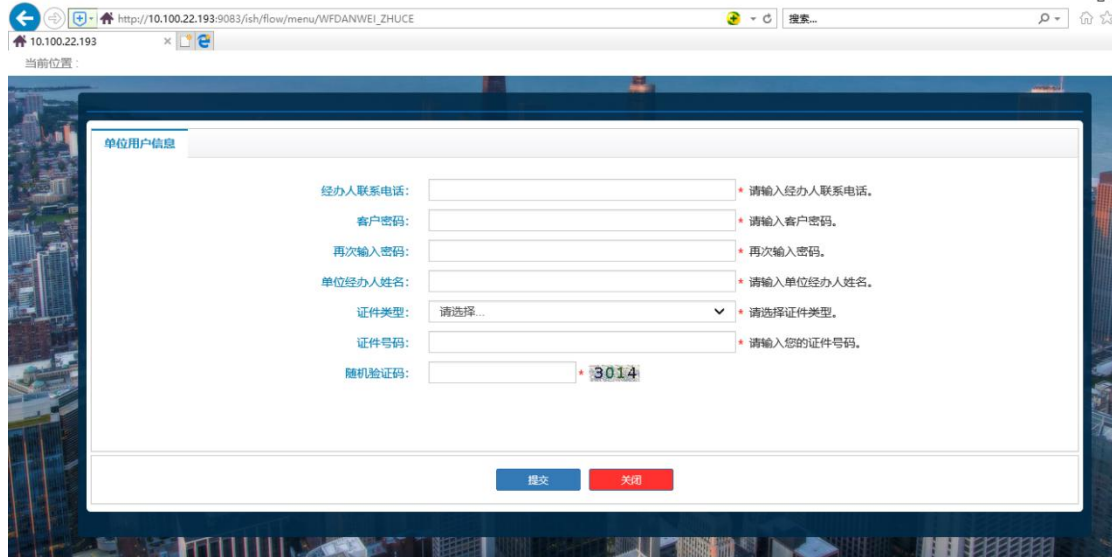 http://10.100.22.193:9083/ish/flow/menu/WFDANWEI_ZHUCE
搜索...
10.100.22.193
当前位置：
单位用户信息
经办人联系电话： * 请输入经办人联系电话。
客户密码： * 请输入客户密码。
再次输入密码： * 再次输入密码。
单位经办人姓名： * 请输入单位经办人姓名。
证件类型： 请选择... * 请选择证件类型。
证件号码： * 请输入您的证件号码。
随机验证码： * 3014
提交 关闭